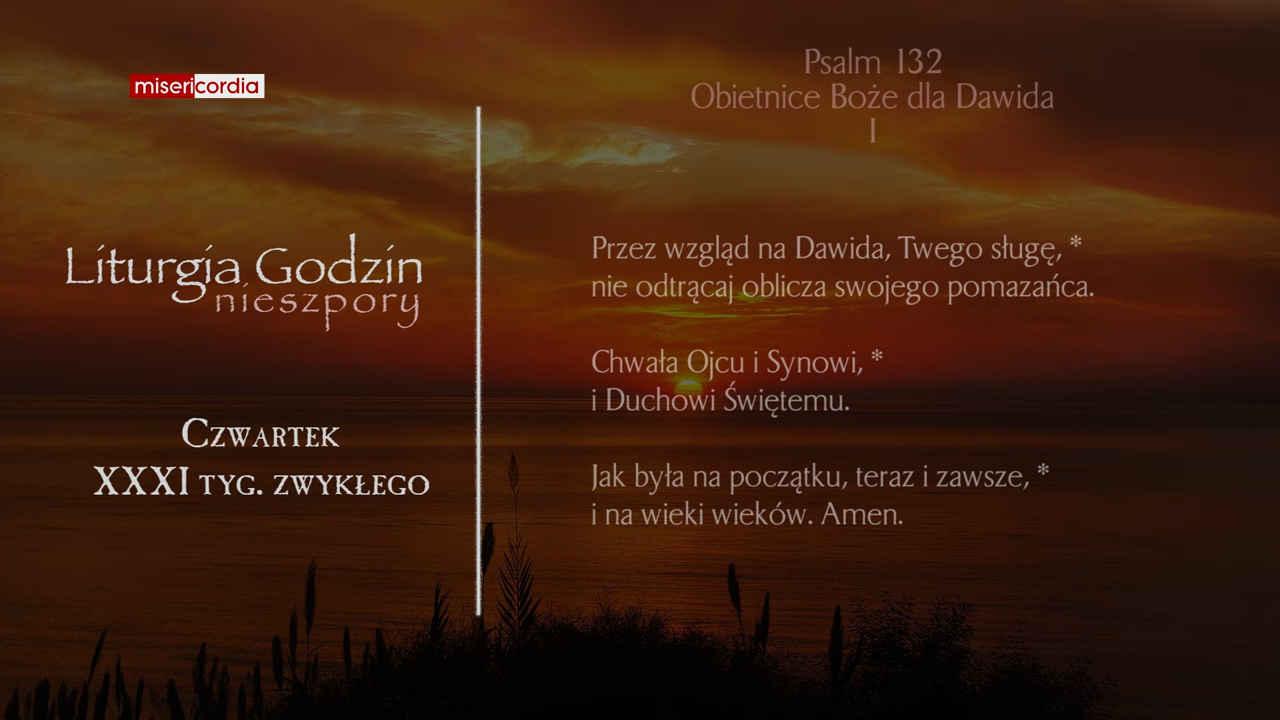 misericordia
Liturgia Godzin
nieszpory
Czwartek
XXXI tyg. zwykłego
Psalm 132
Obietnice Boże dla Dawida
I
Przez wzgląd na Dawida, Twego sługę, *
nie odtrącaj oblicza swojego pomazańca.
Chwała Ojcu i Synowi, *
i Duchowi Świętemu.
Jak była na początku, teraz i zawsze, *
i na wieki wieków. Amen.